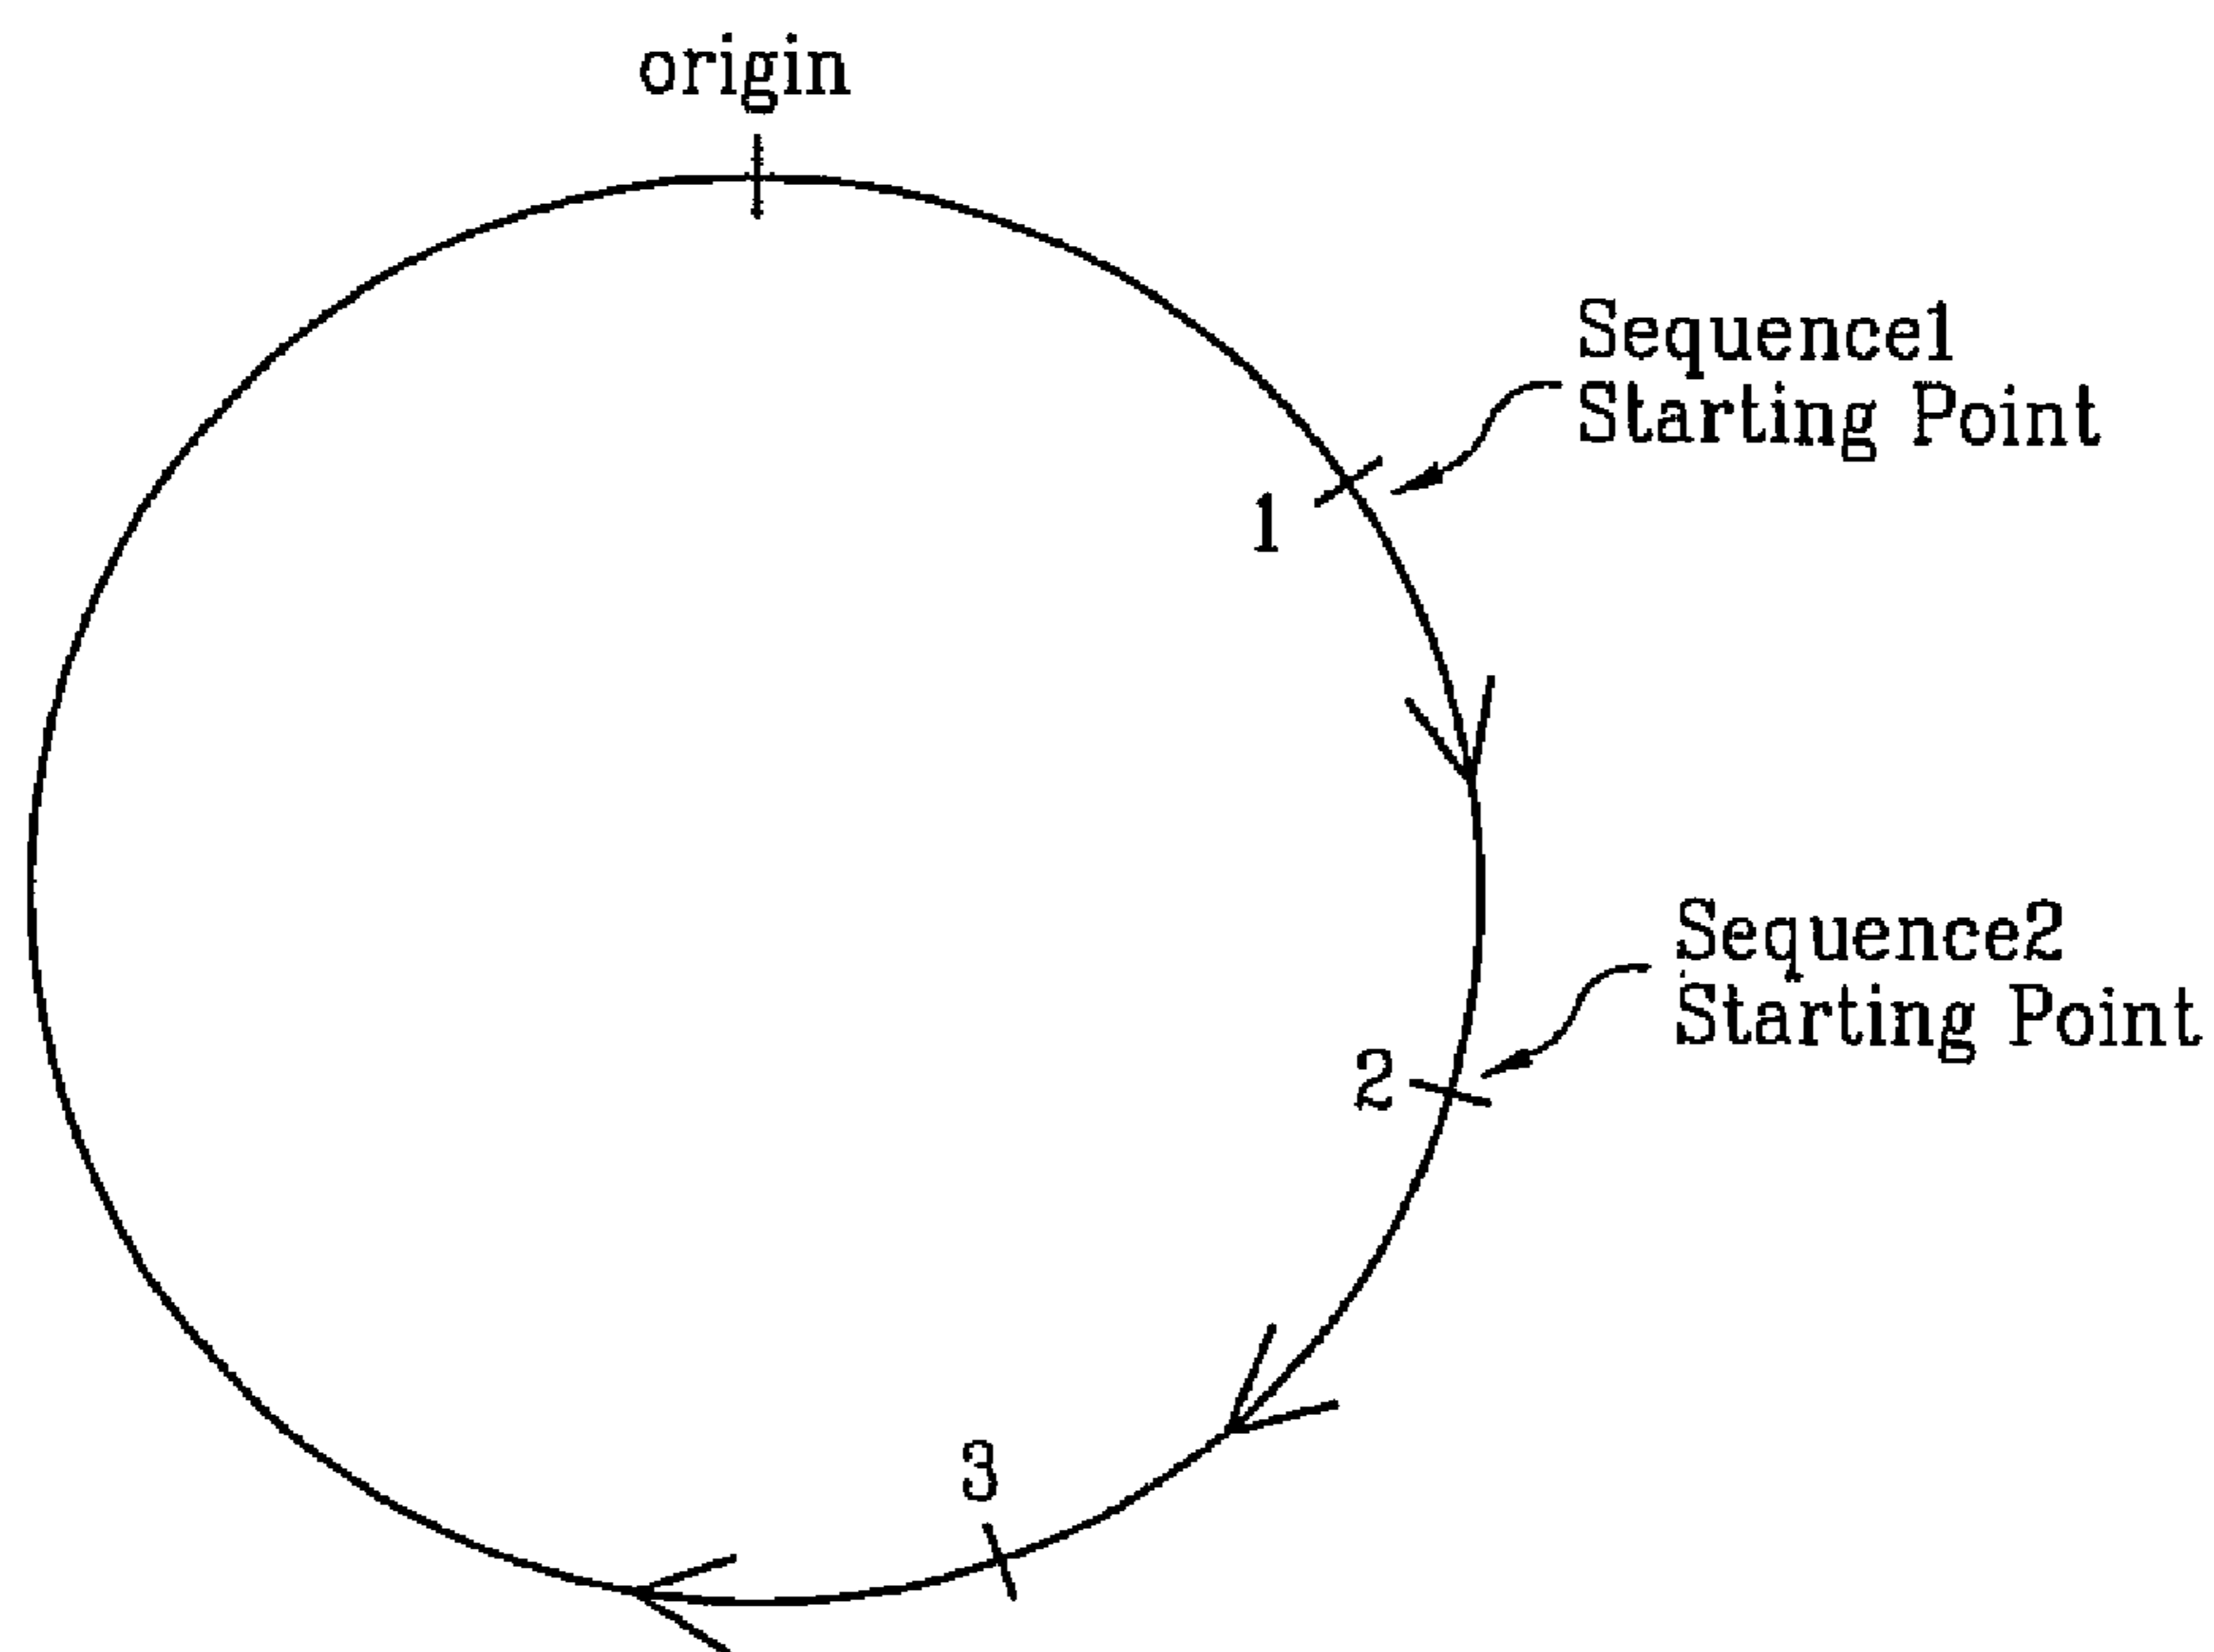 origin
Sequence1
Starting Point
1
Sequence2
Starting Point
2
3